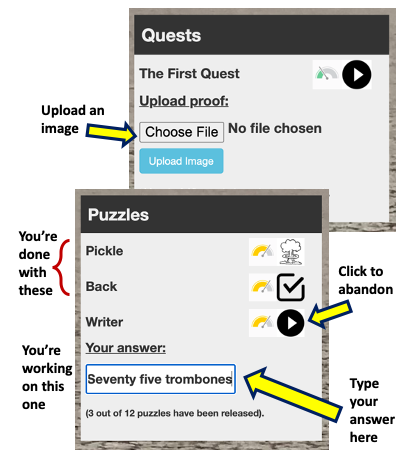 Quests
The First Quest
Upload proof:
Upload an
image
Choose File No file chosen
Upload Image
Puzzles
You're
done
with
these
Pickle
Back
Click to
abandon
Writer
Your answer:
You're
working
on this
one
Seventy five trombones
(3 out of 12 puzzles have been released).
Type
your
answer
here